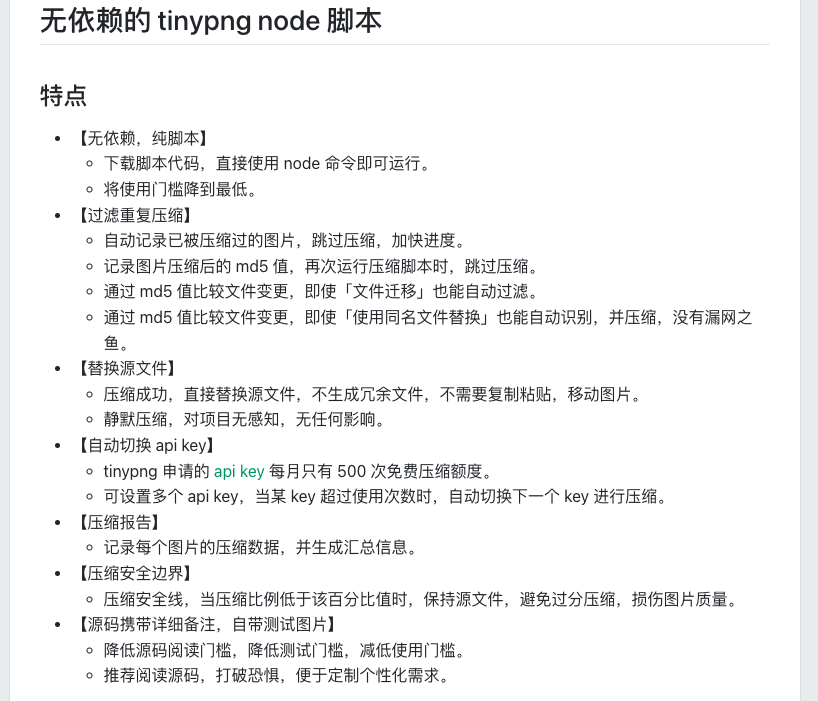 无依赖的 tinypng node 脚本
特点
【无依赖，纯脚本】
下载脚本代码，直接使用 node 命令即可运行。
将使用门槛降到最低。
【过滤重复压缩】
自动记录已被压缩过的图片，跳过压缩，加快进度。
记录图片压缩后的 md5 值，再次运行压缩脚本时，跳过压缩。
通过 md5 值比较文件变更，即使「文件迁移」也能自动过滤。
通过 md5 值比较文件变更，即使「使用同名文件替换」也能自动识别，并压缩，没有漏网之
鱼。
【替换源文件】
压缩成功，直接替换源文件，不生成冗余文件，不需要复制粘贴，移动图片。
静默压缩，对项目无感知，无任何影响。
【自动切换 api key】
tinypng 申请的 api key 每月只有 500 次免费压缩额度。
可设置多个 api key，当某 key 超过使用次数时，自动切换下一个 key 进行压缩。
【压缩报告】
记录每个图片的压缩数据，并生成汇总信息。
【压缩安全边界】
压缩安全线，当压缩比例低于该百分比值时，保持源文件，避免过分压缩，损伤图片质量。
【源码携带详细备注，自带测试图片】
降低源码阅读门槛，降低测试门槛，减低使用门槛。
推荐阅读源码，打破恐惧，便于定制个性化需求。